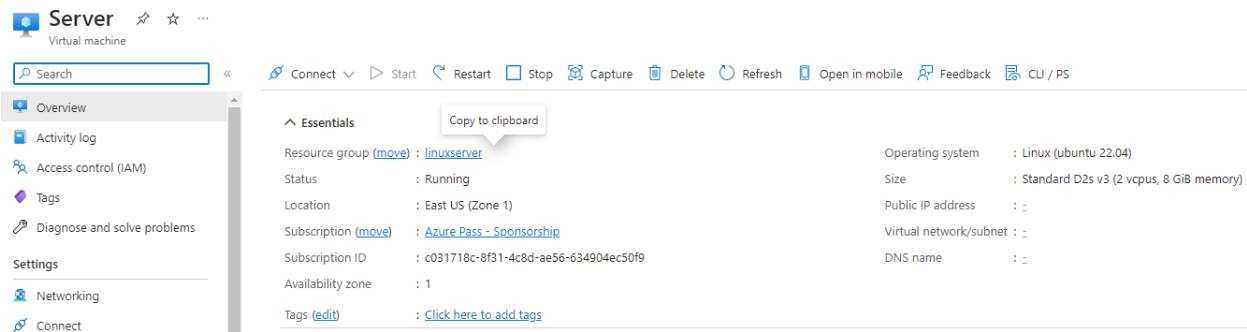 Server
Virtual machine
Search
Connect Start Restart Stop Capture Delete Refresh Open in mobile Feedback CLI / PS
Overview
Activity log
Access control (IAM)
Tags
Diagnose and solve problems
Settings
Networking
Connect
Essentials
Copy to clipboard
Resource group (move) : linuxserver
Status : Running
Location : East US (Zone 1)
Subscription (move) : Azure Pass - Sponsorship
Subscription ID : c031718c-8f31-4c8d-ae56-634904ec50f9
Availability zone : 1
Tags (edit) : Click here to add tags
Operating system : Linux (ubuntu 22.04)
Size : Standard D2s v3 (2 vcpus, 8 GiB memory)
Public IP address : -
Virtual network/subnet : -
DNS name : -